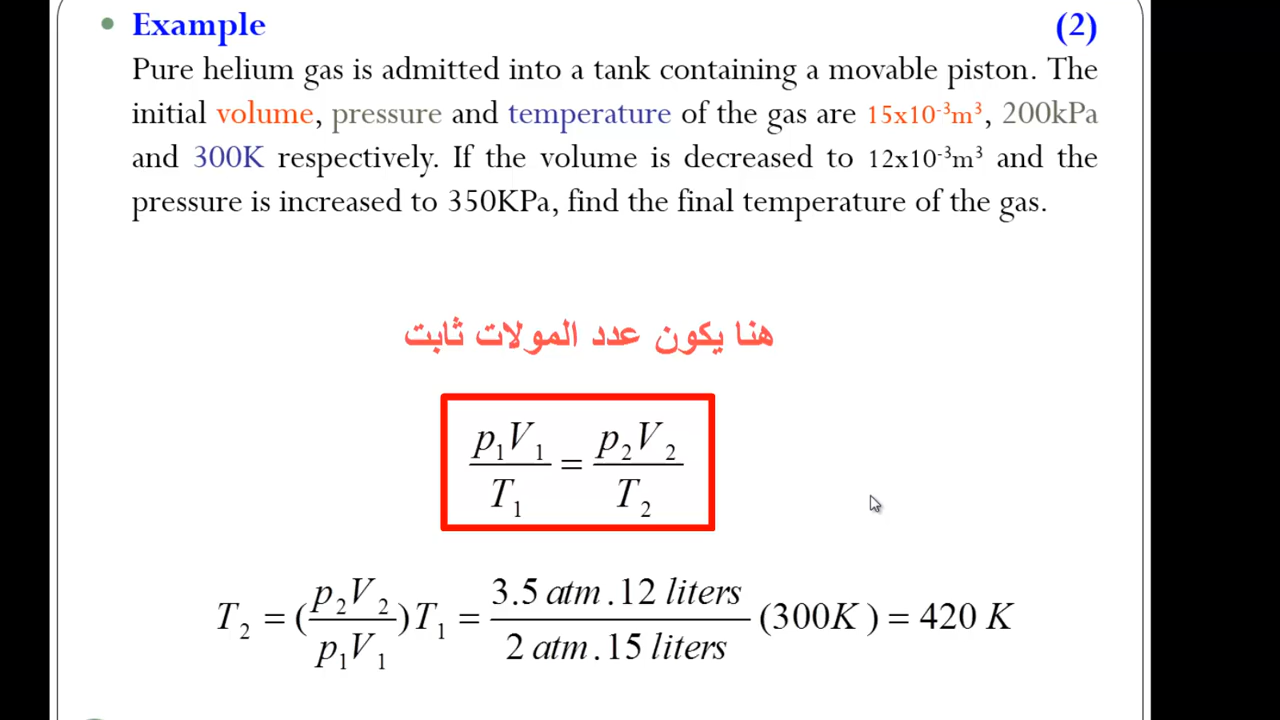 • Example (2)
Pure helium gas is admitted into a tank containing a movable piston. The
initial volume, pressure and temperature of the gas are 15x10⁻³m³, 200kPa
and 300K respectively. If the volume is decreased to 12x10⁻³m³ and the
pressure is increased to 350KPa, find the final temperature of the gas.
هنا يكون عدد المولات ثابت
p₁V₁/T₁ = p₂V₂/T₂
T₂ = (p₂V₂/p₁V₁)T₁ = (3.5 atm.12 liters)/(2 atm.15 liters) (300K) = 420 K